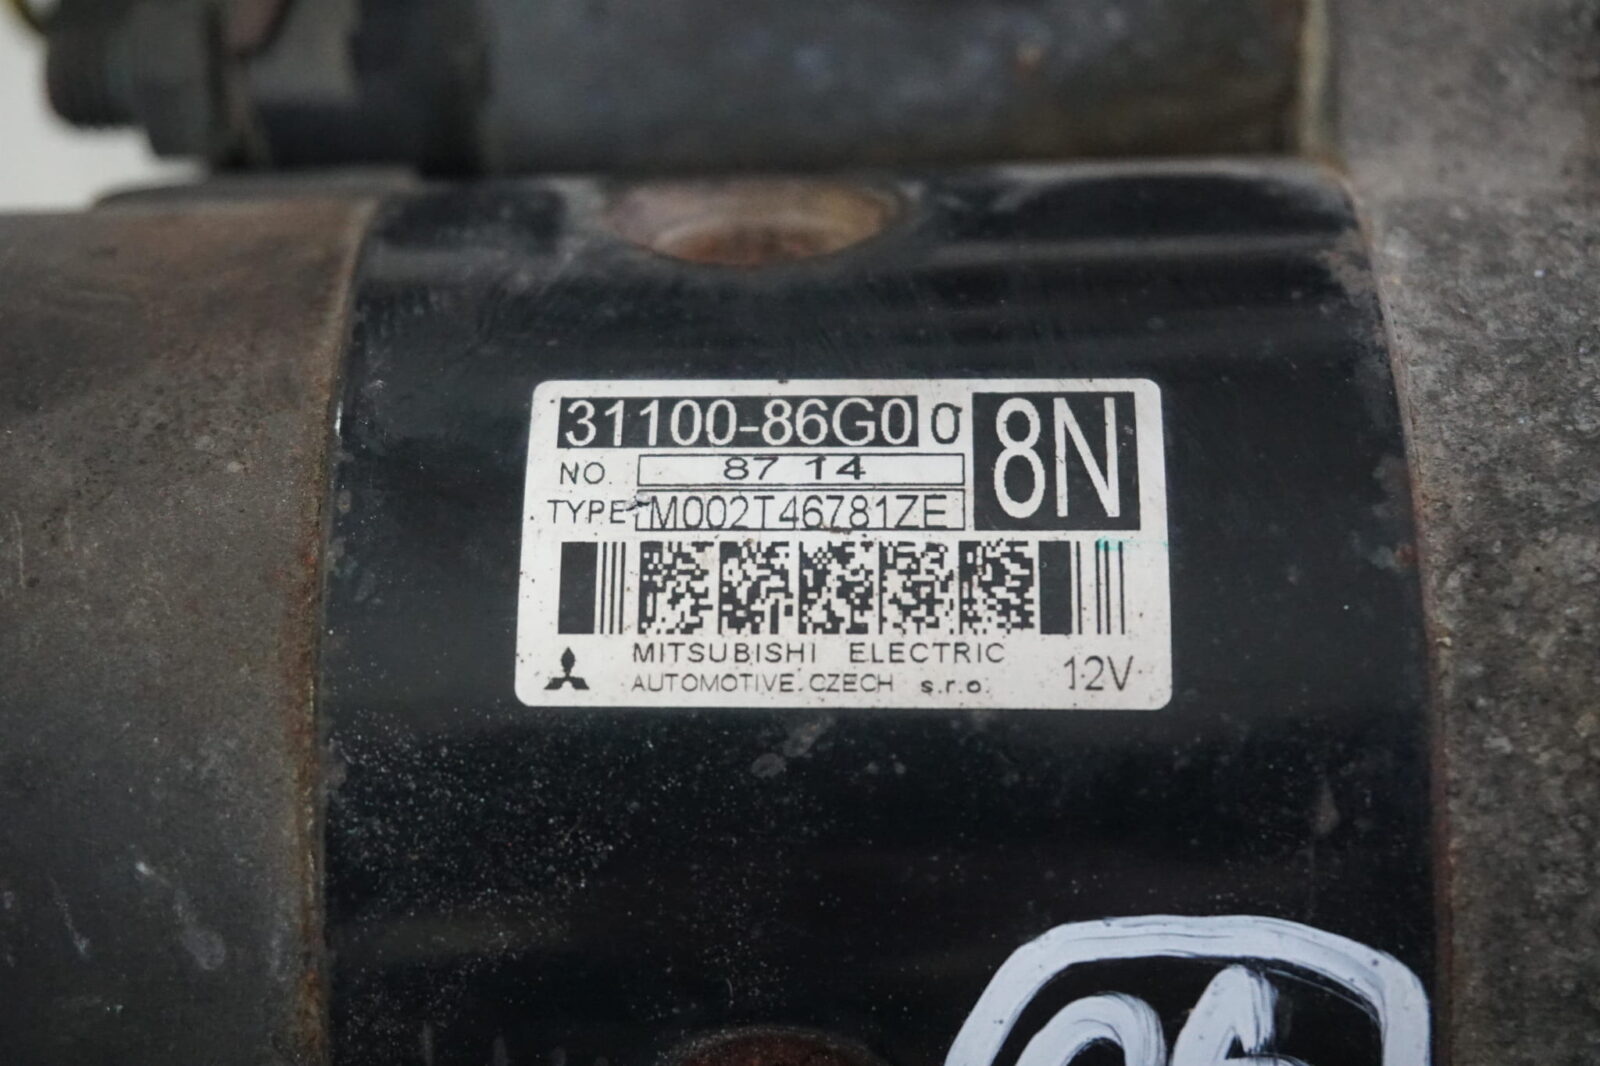 31100-86G0 0
8N
NO. 87 14
TYPE M002T46781ZE
MITSUBISHI ELECTRIC
AUTOMOTIVE.CZECH s.r.o.
12V